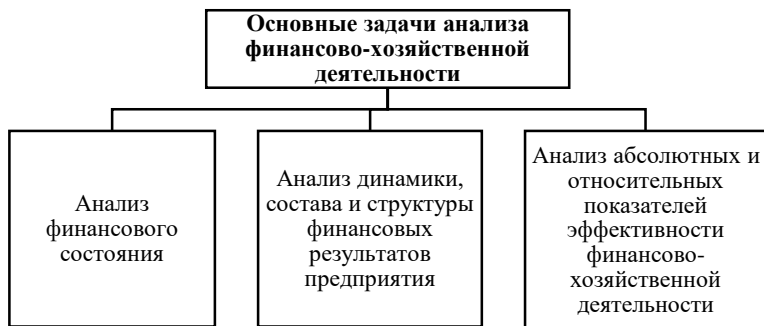 Основные задачи анализа
финансово-хозяйственной
деятельности
Анализ
финансового
состояния
Анализ динамики,
состава и структуры
финансовых
результатов
предприятия
Анализ абсолютных и
относительных
показателей
эффективности
финансово-
хозяйственной
деятельности